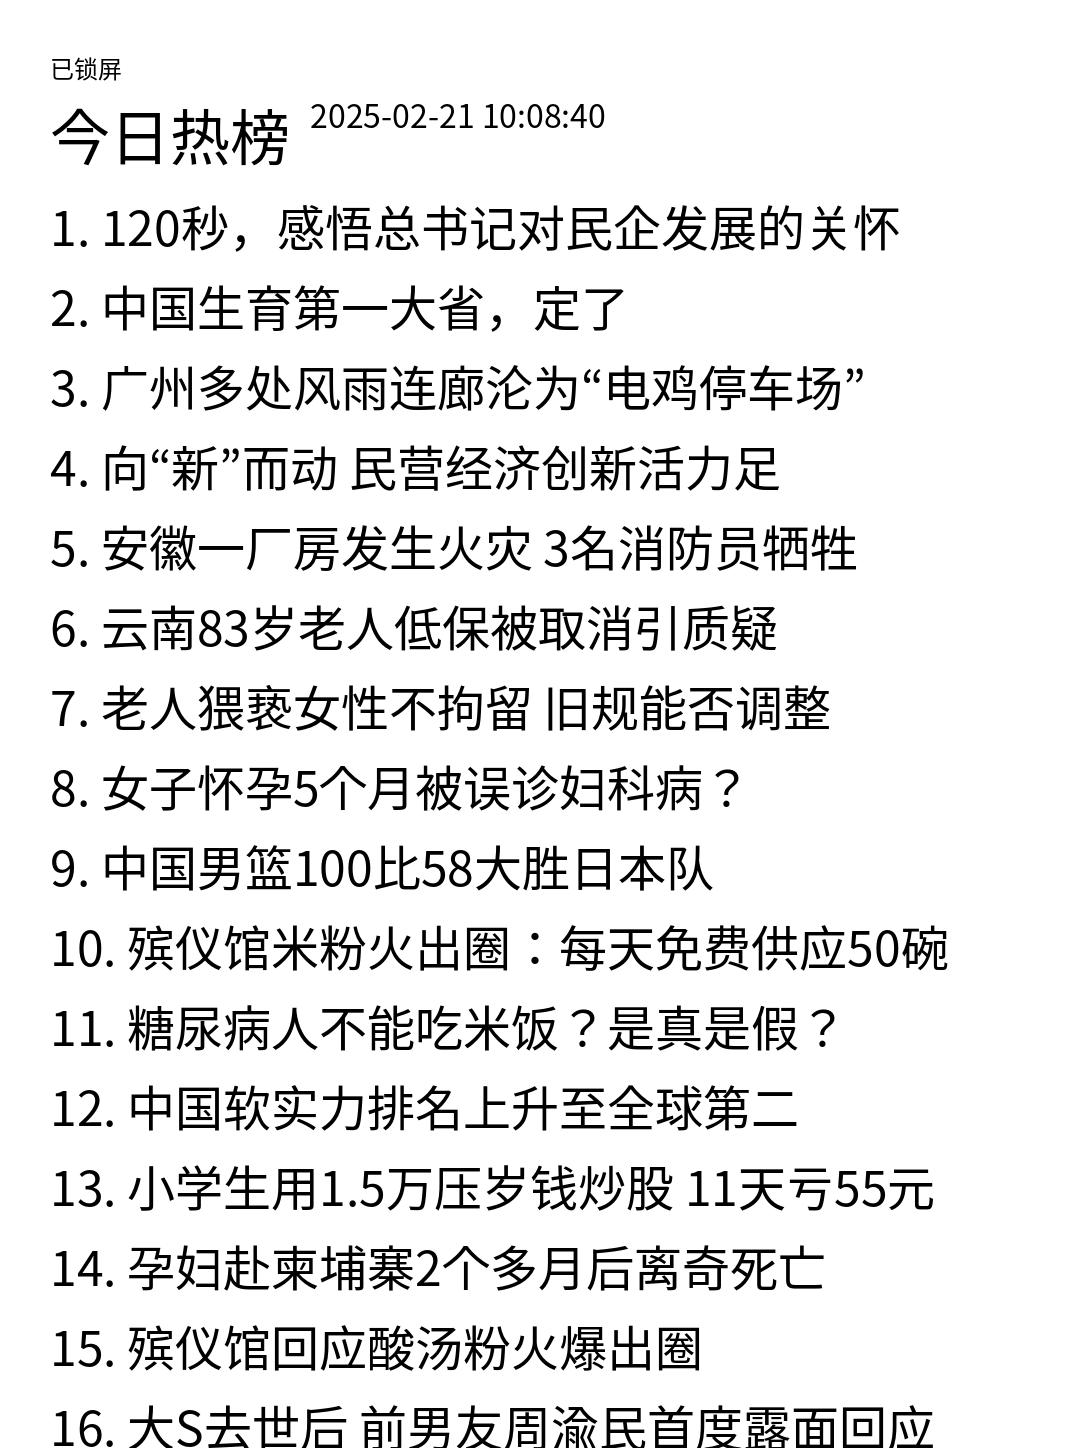 已锁屏
今日热榜 2025-02-21 10:08:40
1. 120秒，感悟总书记对民企发展的关怀
2. 中国生育第一大省，定了
3. 广州多处风雨连廊沦为“电鸡停车场”
4. 向“新”而动 民营经济创新活力足
5. 安徽一厂房发生火灾 3名消防员牺牲
6. 云南83岁老人低保被取消引质疑
7. 老人猥亵女性不拘留 旧规能否调整
8. 女子怀孕5个月被误诊妇科病？
9. 中国男篮100比58大胜日本队
10. 殡仪馆米粉火出圈：每天免费供应50碗
11. 糖尿病人不能吃米饭？是真是假？
12. 中国软实力排名上升至全球第二
13. 小学生用1.5万压岁钱炒股 11天亏55元
14. 孕妇赴柬埔寨2个多月后离奇死亡
15. 殡仪馆回应酸汤粉火爆出圈
16. 大S去世后 前男友周渝民首度露面回应